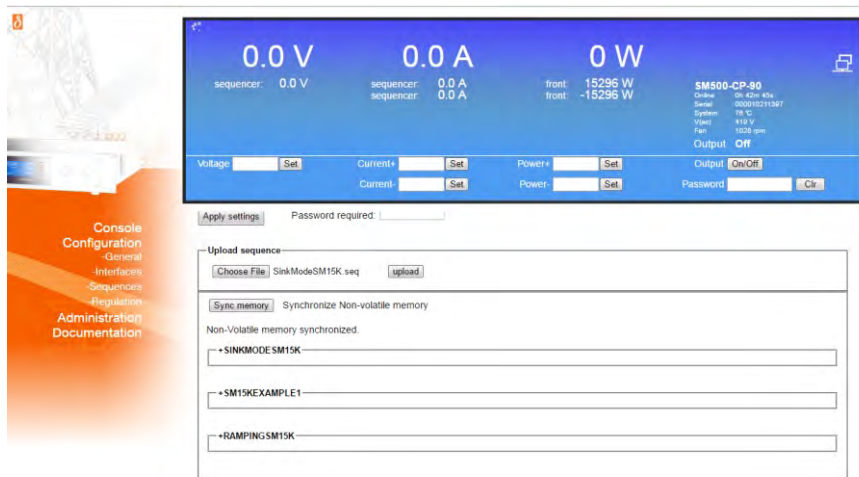 δ
0.0 V 0.0 A 0 W
sequencer: 0.0 V sequencer: 0.0 A front: 15296 W
sequencer: 0.0 A front: -15296 W
SM500-CP-90
Online 0h 42m 45s
Serial
System
V(ac)
Fan 1028 rpm
Output Off
Voltage Set Current+ Set Power+ Set Output On/Off
Current- Set Power- Set Password Clr
Apply settings Password required:
Console
Configuration
-General
-Interfaces
-Sequences
-Regulation
Administration
Documentation
Upload sequence
Choose File SinkModeSM15K.seq upload
Sync memory Synchronize Non-volatile memory
Non-Volatile memory synchronized.
+SINKMODESM15K
+SM15KEXAMPLE1
+RAMPINGSM15K